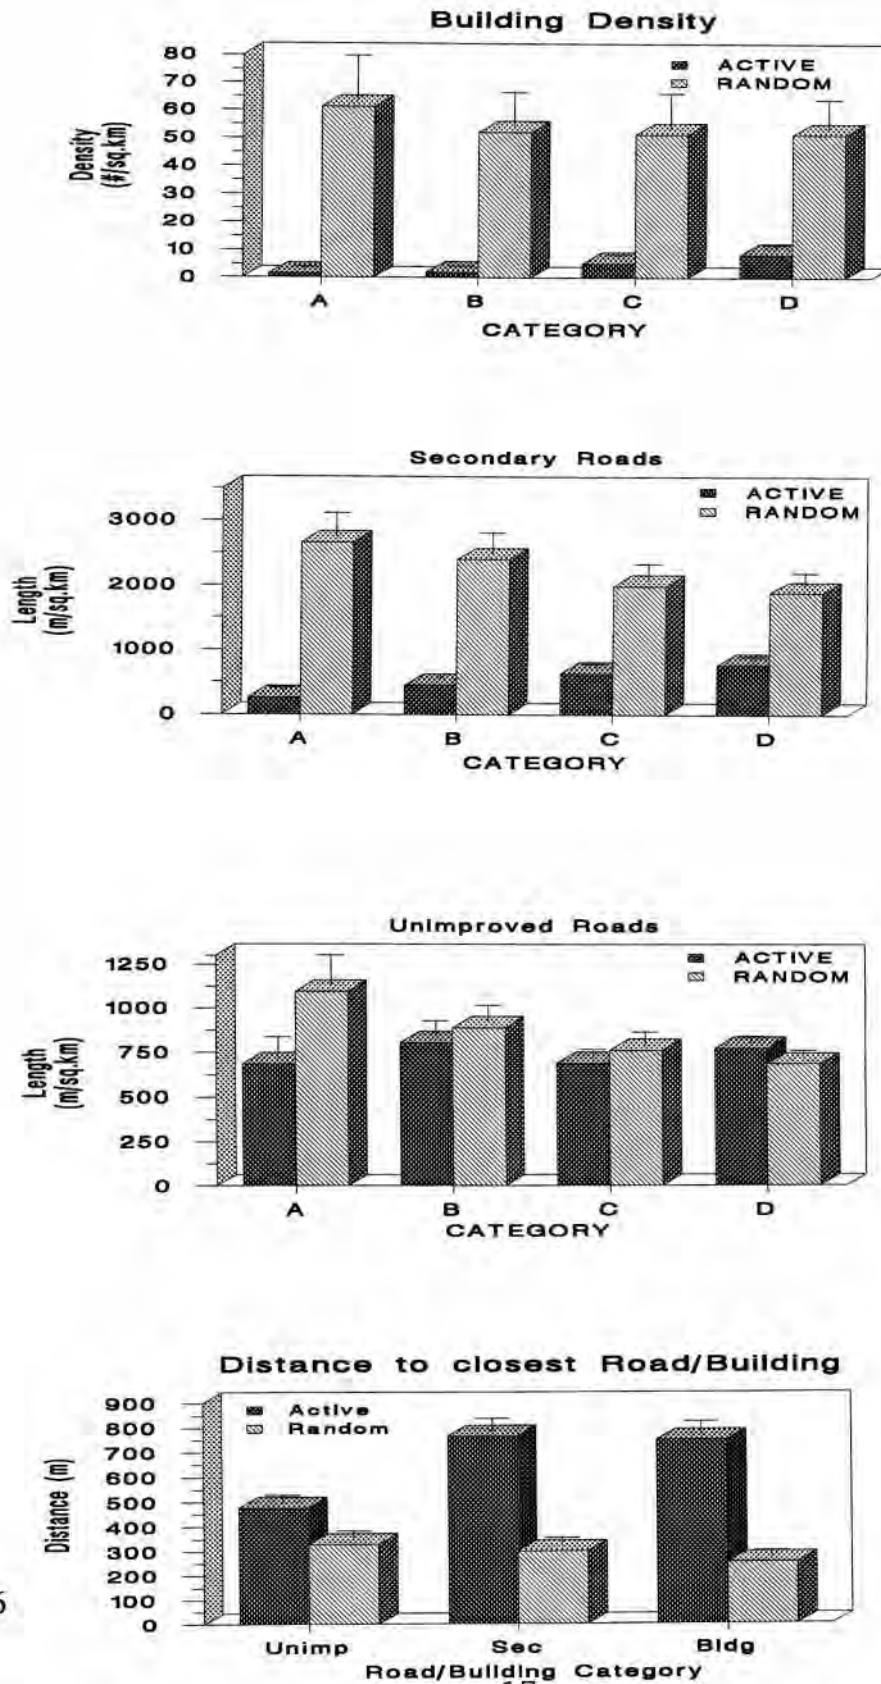 Building Density
80
70
60
50
40
30
20
10
0
Density
(#/sq.km)
ACTIVE
RANDOM
A B C D
CATEGORY
Secondary Roads
3000
2000
1000
0
Length
(m/sq.km)
ACTIVE
RANDOM
A B C D
CATEGORY
Unimproved Roads
1250
1000
750
500
250
0
Length
(m/sq.km)
ACTIVE
RANDOM
A B C D
CATEGORY
Distance to closest Road/Building
900
800
700
600
500
400
300
200
100
0
Distance (m)
Active
Random
Unimp Sec Bldg
Road/Building Category